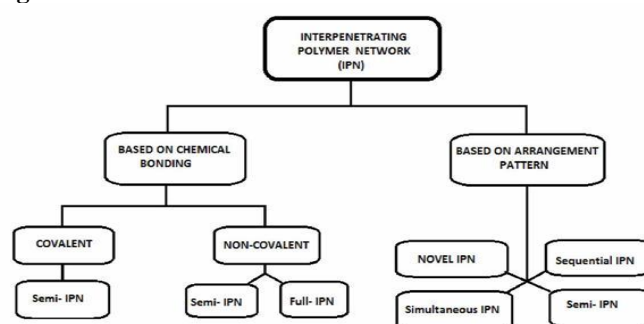 INTERPENETRATING
POLYMER NETWORK
(IPN)
BASED ON CHEMICAL
BONDING
BASED ON ARRANGEMENT
PATTERN
COVALENT
NON-COVALENT
NOVEL IPN
Sequential IPN
Semi- IPN
Semi- IPN
Full- IPN
Simultaneous IPN
Semi- IPN